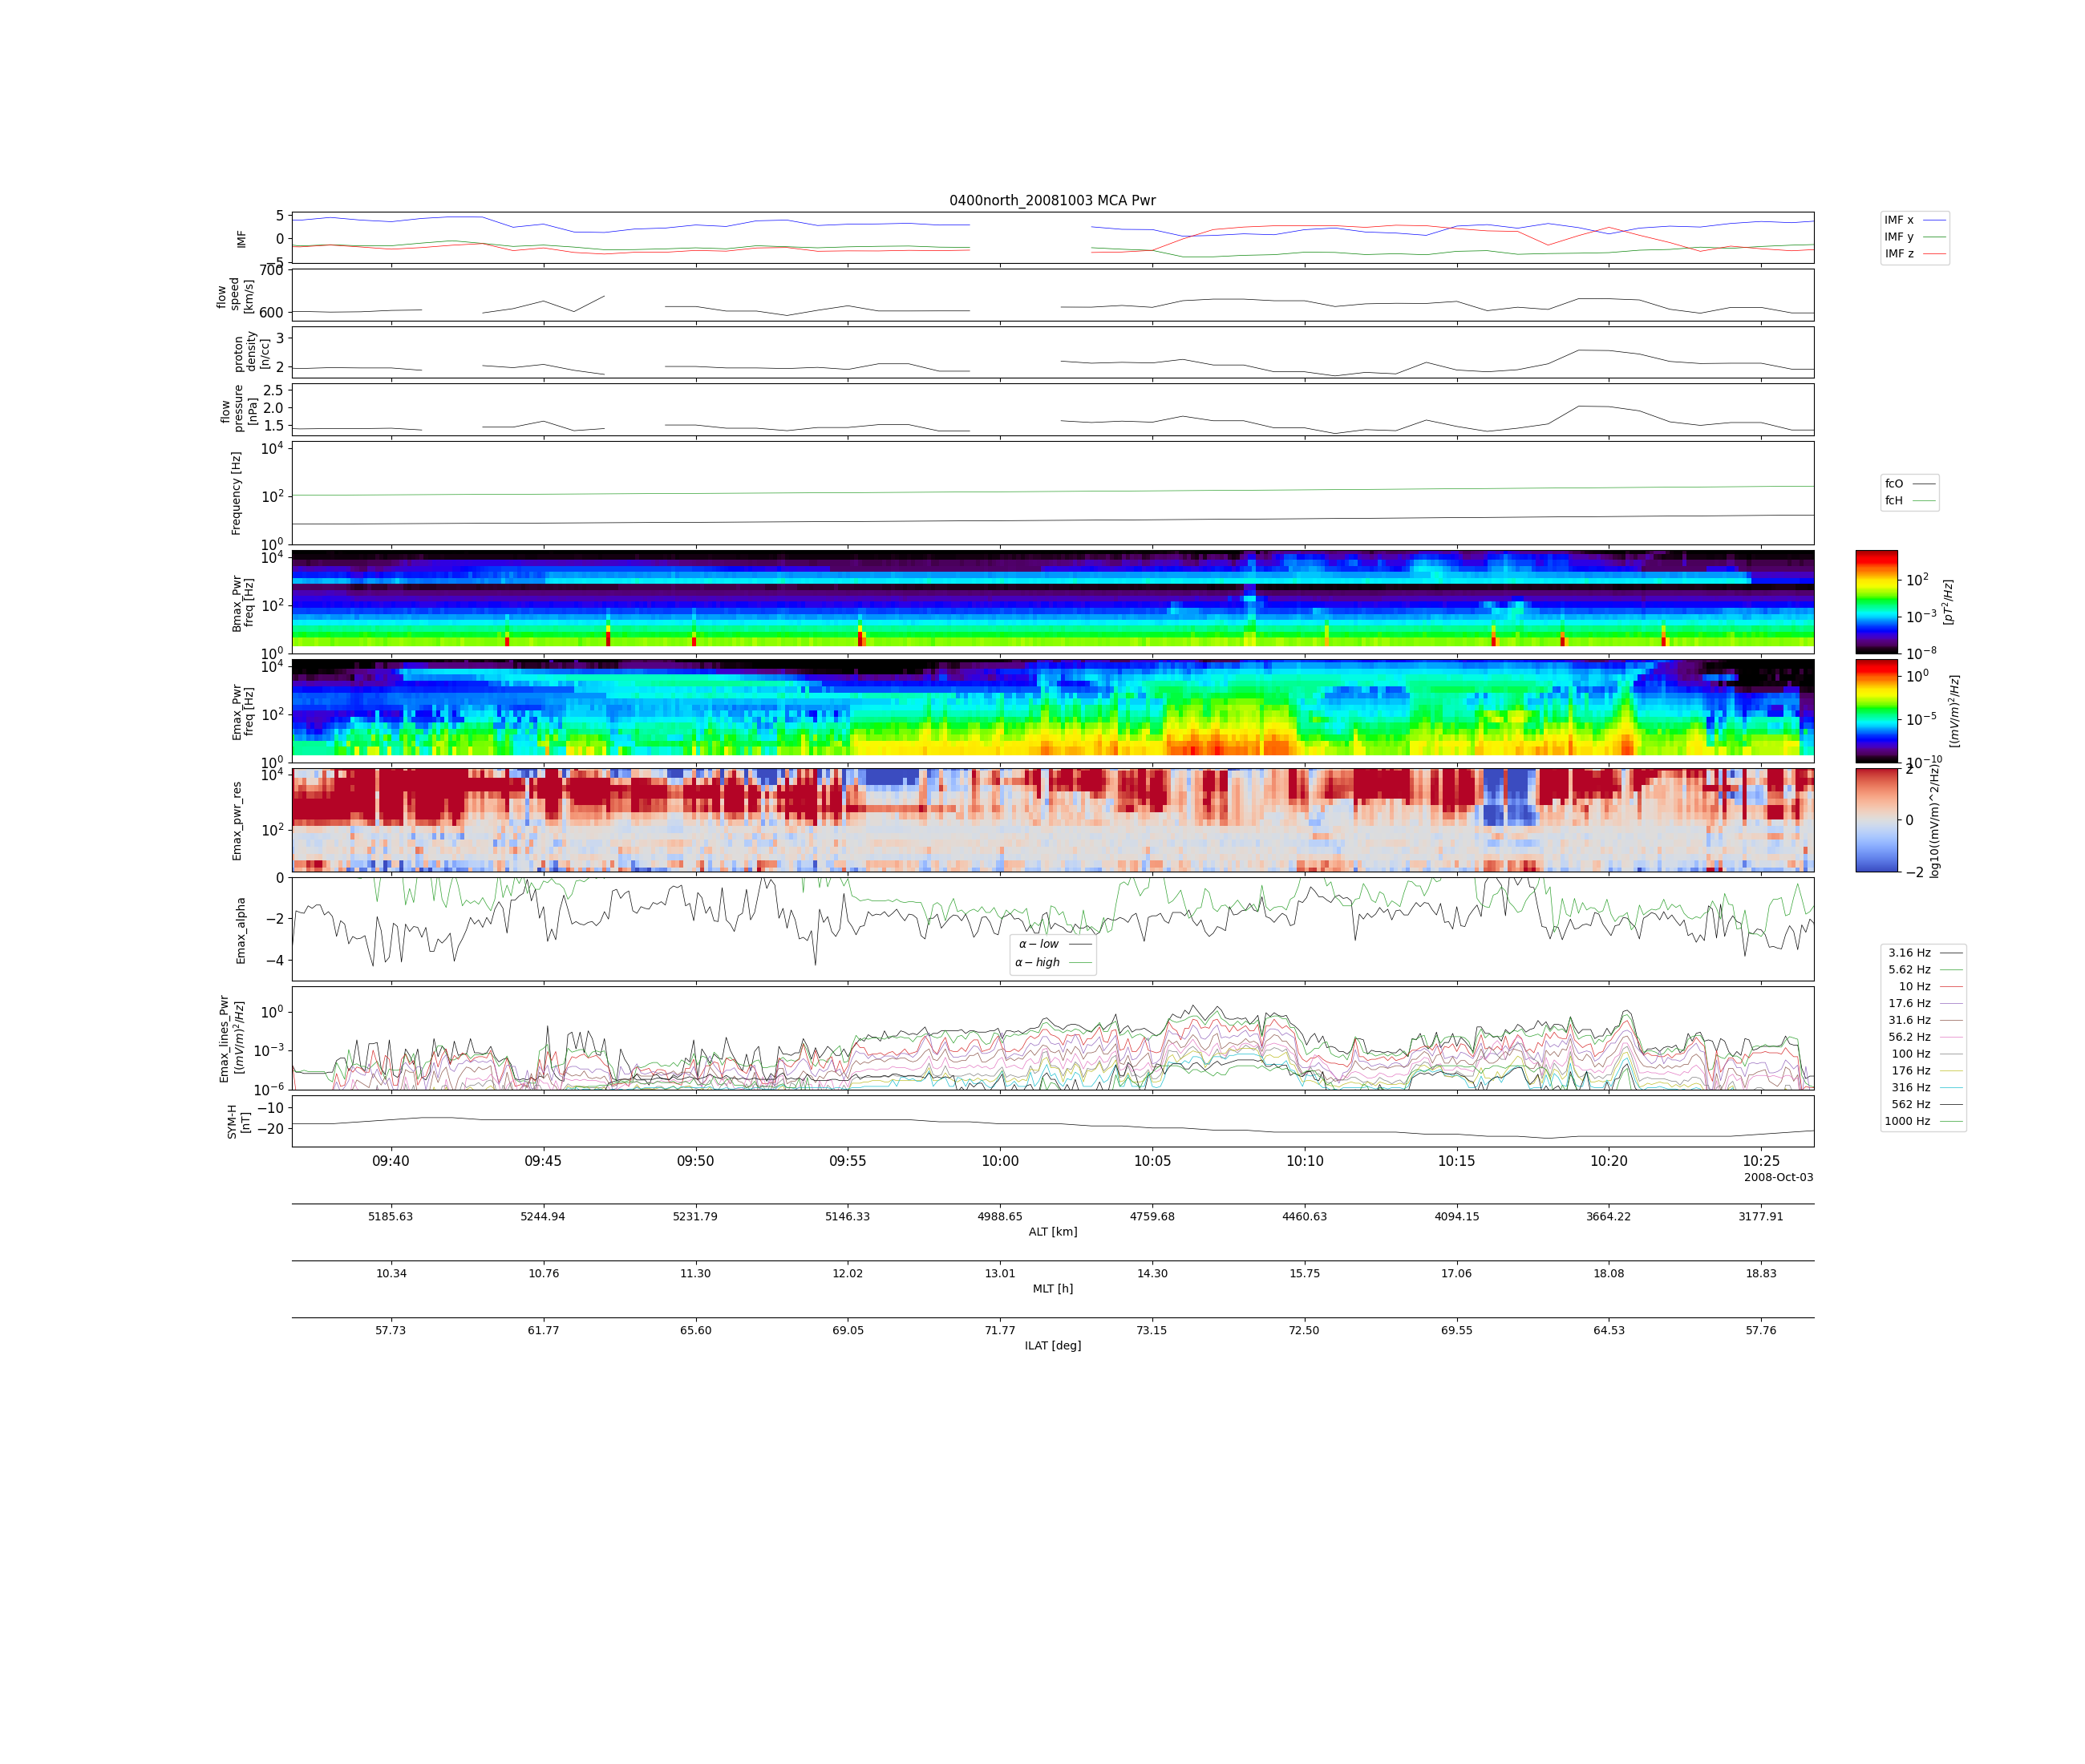 0400north_20081003 MCA Pwr
5
0
−5
IMF
IMF x
IMF y
IMF z
700
600
flow
speed
[km/s]
3
2
proton
density
[n/cc]
2.5
2.0
1.5
flow
pressure
[nPa]
10^4
10^2
10^0
Frequency [Hz]
fcO
fcH
10^4
10^2
10^0
Bmax_Pwr
freq [Hz]
10^2
10^−3
10^−8
[pT^2/Hz]
10^4
10^2
10^0
Emax_Pwr
freq [Hz]
10^0
10^−5
10^−10
[(mV/m)^2/Hz]
10^4
10^2
Emax_pwr_res
2
0
−2
log10((mV/m)^2/Hz)
0
−2
−4
Emax_alpha
α − low
α − high
10^0
10^−3
10^−6
Emax_lines_Pwr
[(mV/m)^2/Hz]
3.16 Hz
5.62 Hz
10 Hz
17.6 Hz
31.6 Hz
56.2 Hz
100 Hz
176 Hz
316 Hz
562 Hz
1000 Hz
−10
−20
SYM-H
[nT]
09:40 09:45 09:50 09:55 10:00 10:05 10:10 10:15 10:20 10:25
2008-Oct-03
5185.63 5244.94 5231.79 5146.33 4988.65 4759.68 4460.63 4094.15 3664.22 3177.91
ALT [km]
10.34 10.76 11.30 12.02 13.01 14.30 15.75 17.06 18.08 18.83
MLT [h]
57.73 61.77 65.60 69.05 71.77 73.15 72.50 69.55 64.53 57.76
ILAT [deg]